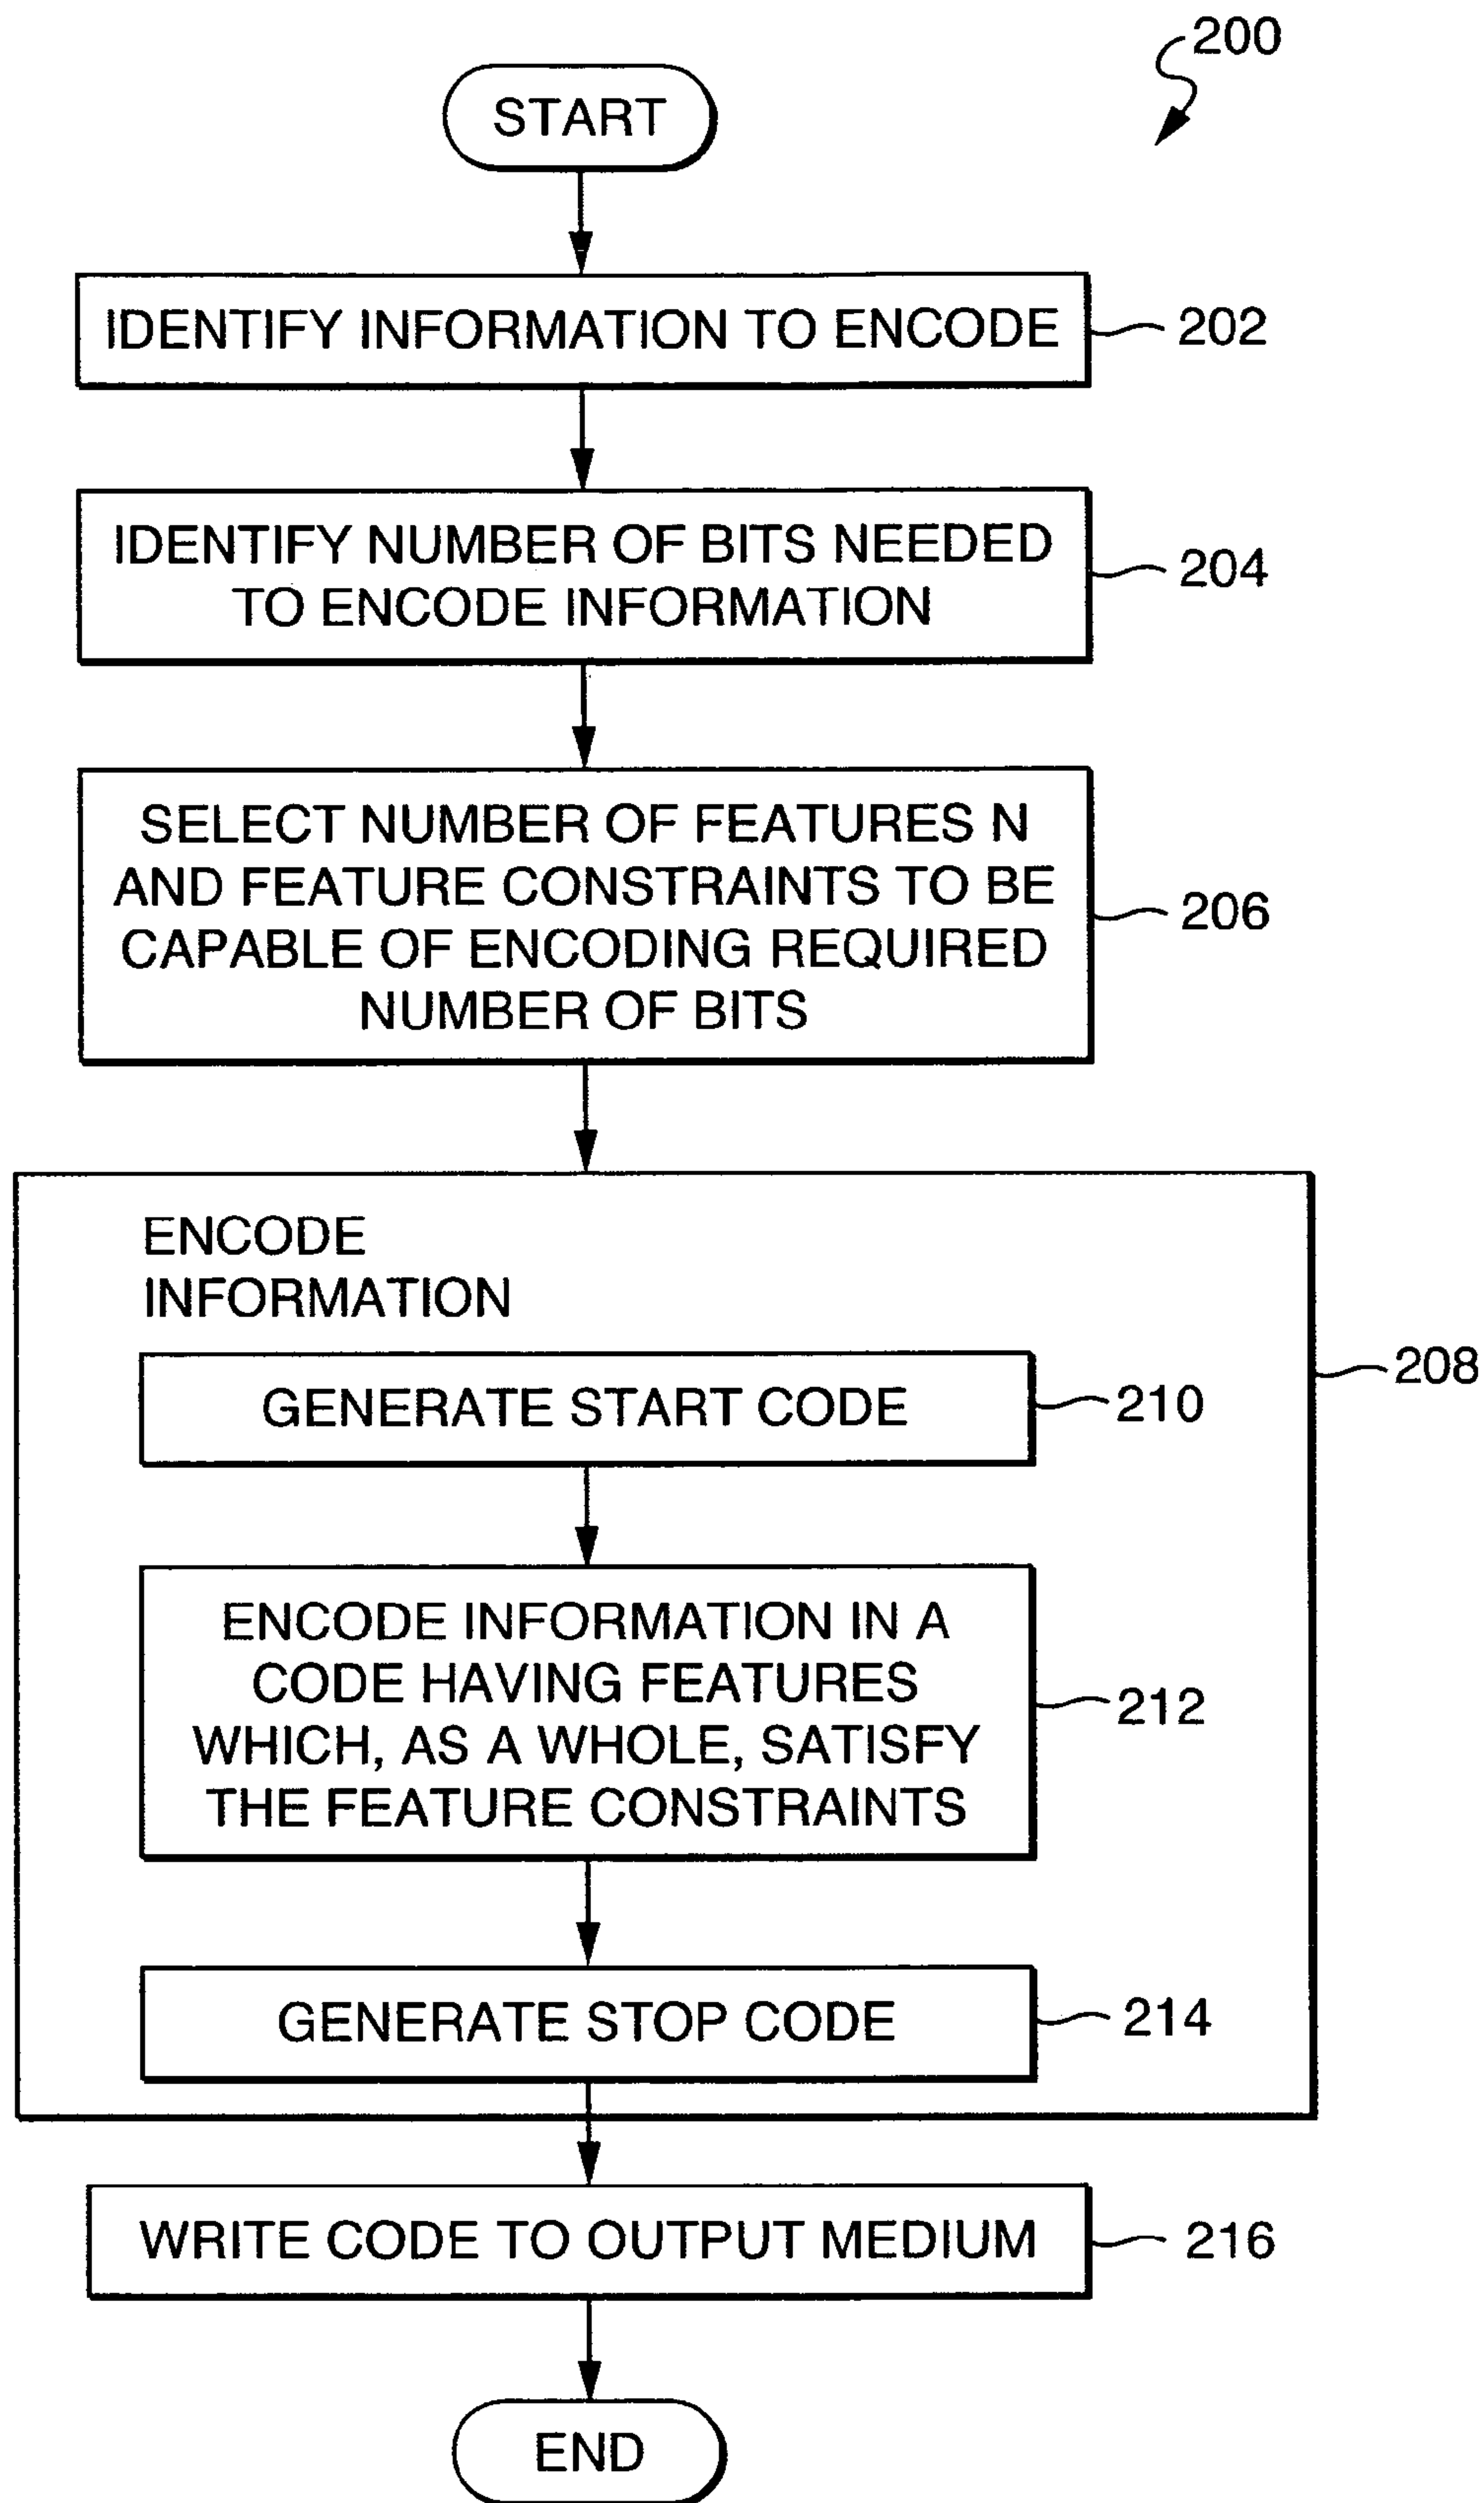 200
START
IDENTIFY INFORMATION TO ENCODE
202
IDENTIFY NUMBER OF BITS NEEDED
TO ENCODE INFORMATION
204
SELECT NUMBER OF FEATURES N
AND FEATURE CONSTRAINTS TO BE
CAPABLE OF ENCODING REQUIRED
NUMBER OF BITS
206
ENCODE
INFORMATION
208
GENERATE START CODE
210
ENCODE INFORMATION IN A
CODE HAVING FEATURES
WHICH, AS A WHOLE, SATISFY
THE FEATURE CONSTRAINTS
212
GENERATE STOP CODE
214
WRITE CODE TO OUTPUT MEDIUM
216
END